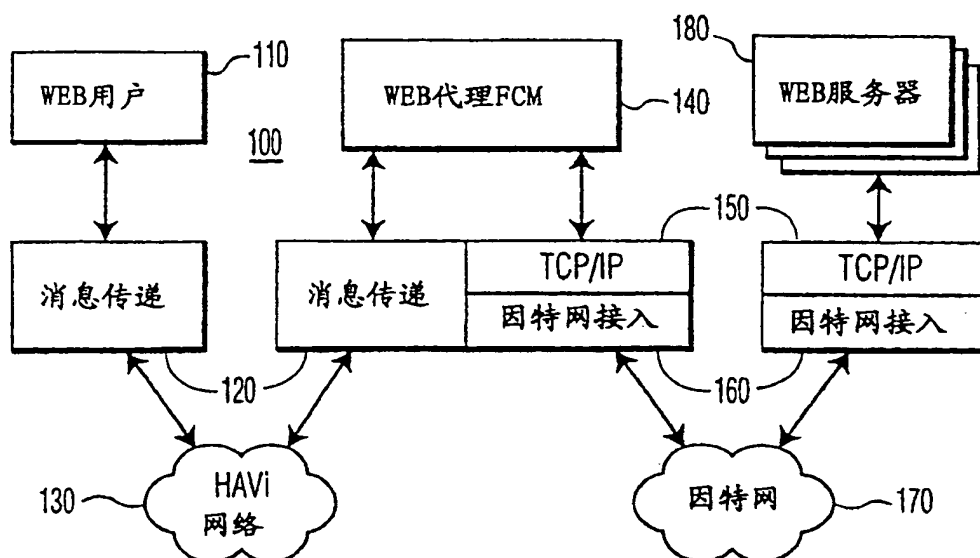 110
WEB用户
100
WEB代理FCM
140
180
WEB服务器
消息传递
消息传递
TCP/IP
因特网接入
150
TCP/IP
因特网接入
120
160
130
HAVi
网络
因特网
170